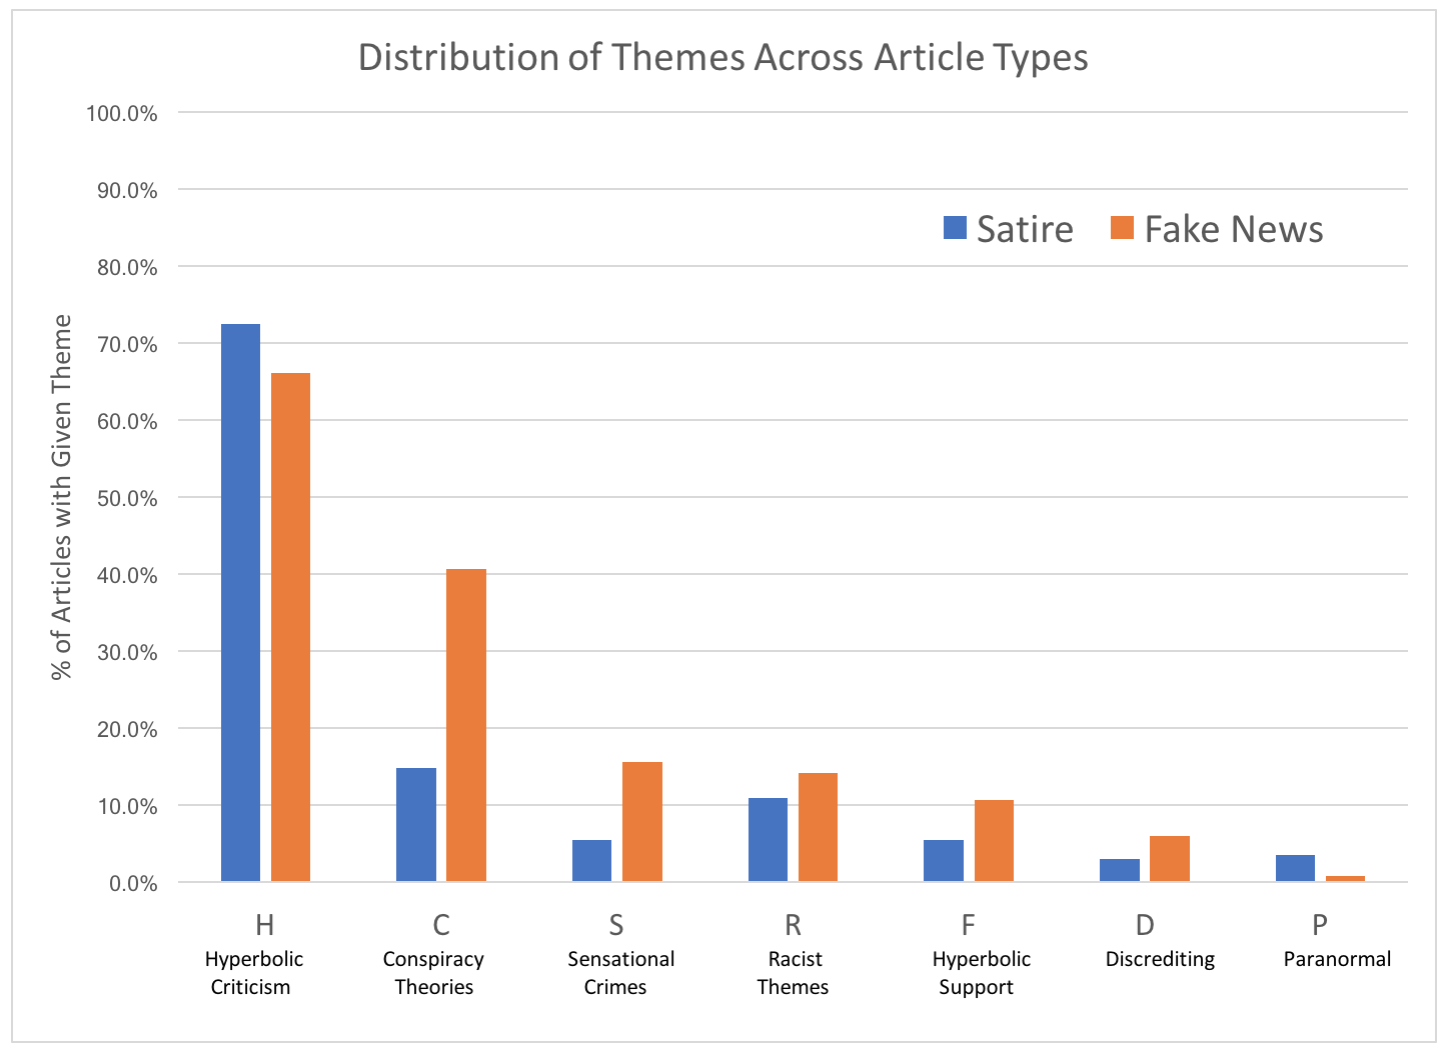 Distribution of Themes Across Article Types
100.0%
90.0%
Satire Fake News
80.0%
70.0%
60.0%
50.0%
40.0%
30.0%
20.0%
10.0%
0.0%
% of Articles with Given Theme
H C S R F D P
Hyperbolic Conspiracy Sensational Racist Hyperbolic Discrediting Paranormal
Criticism Theories Crimes Themes Support